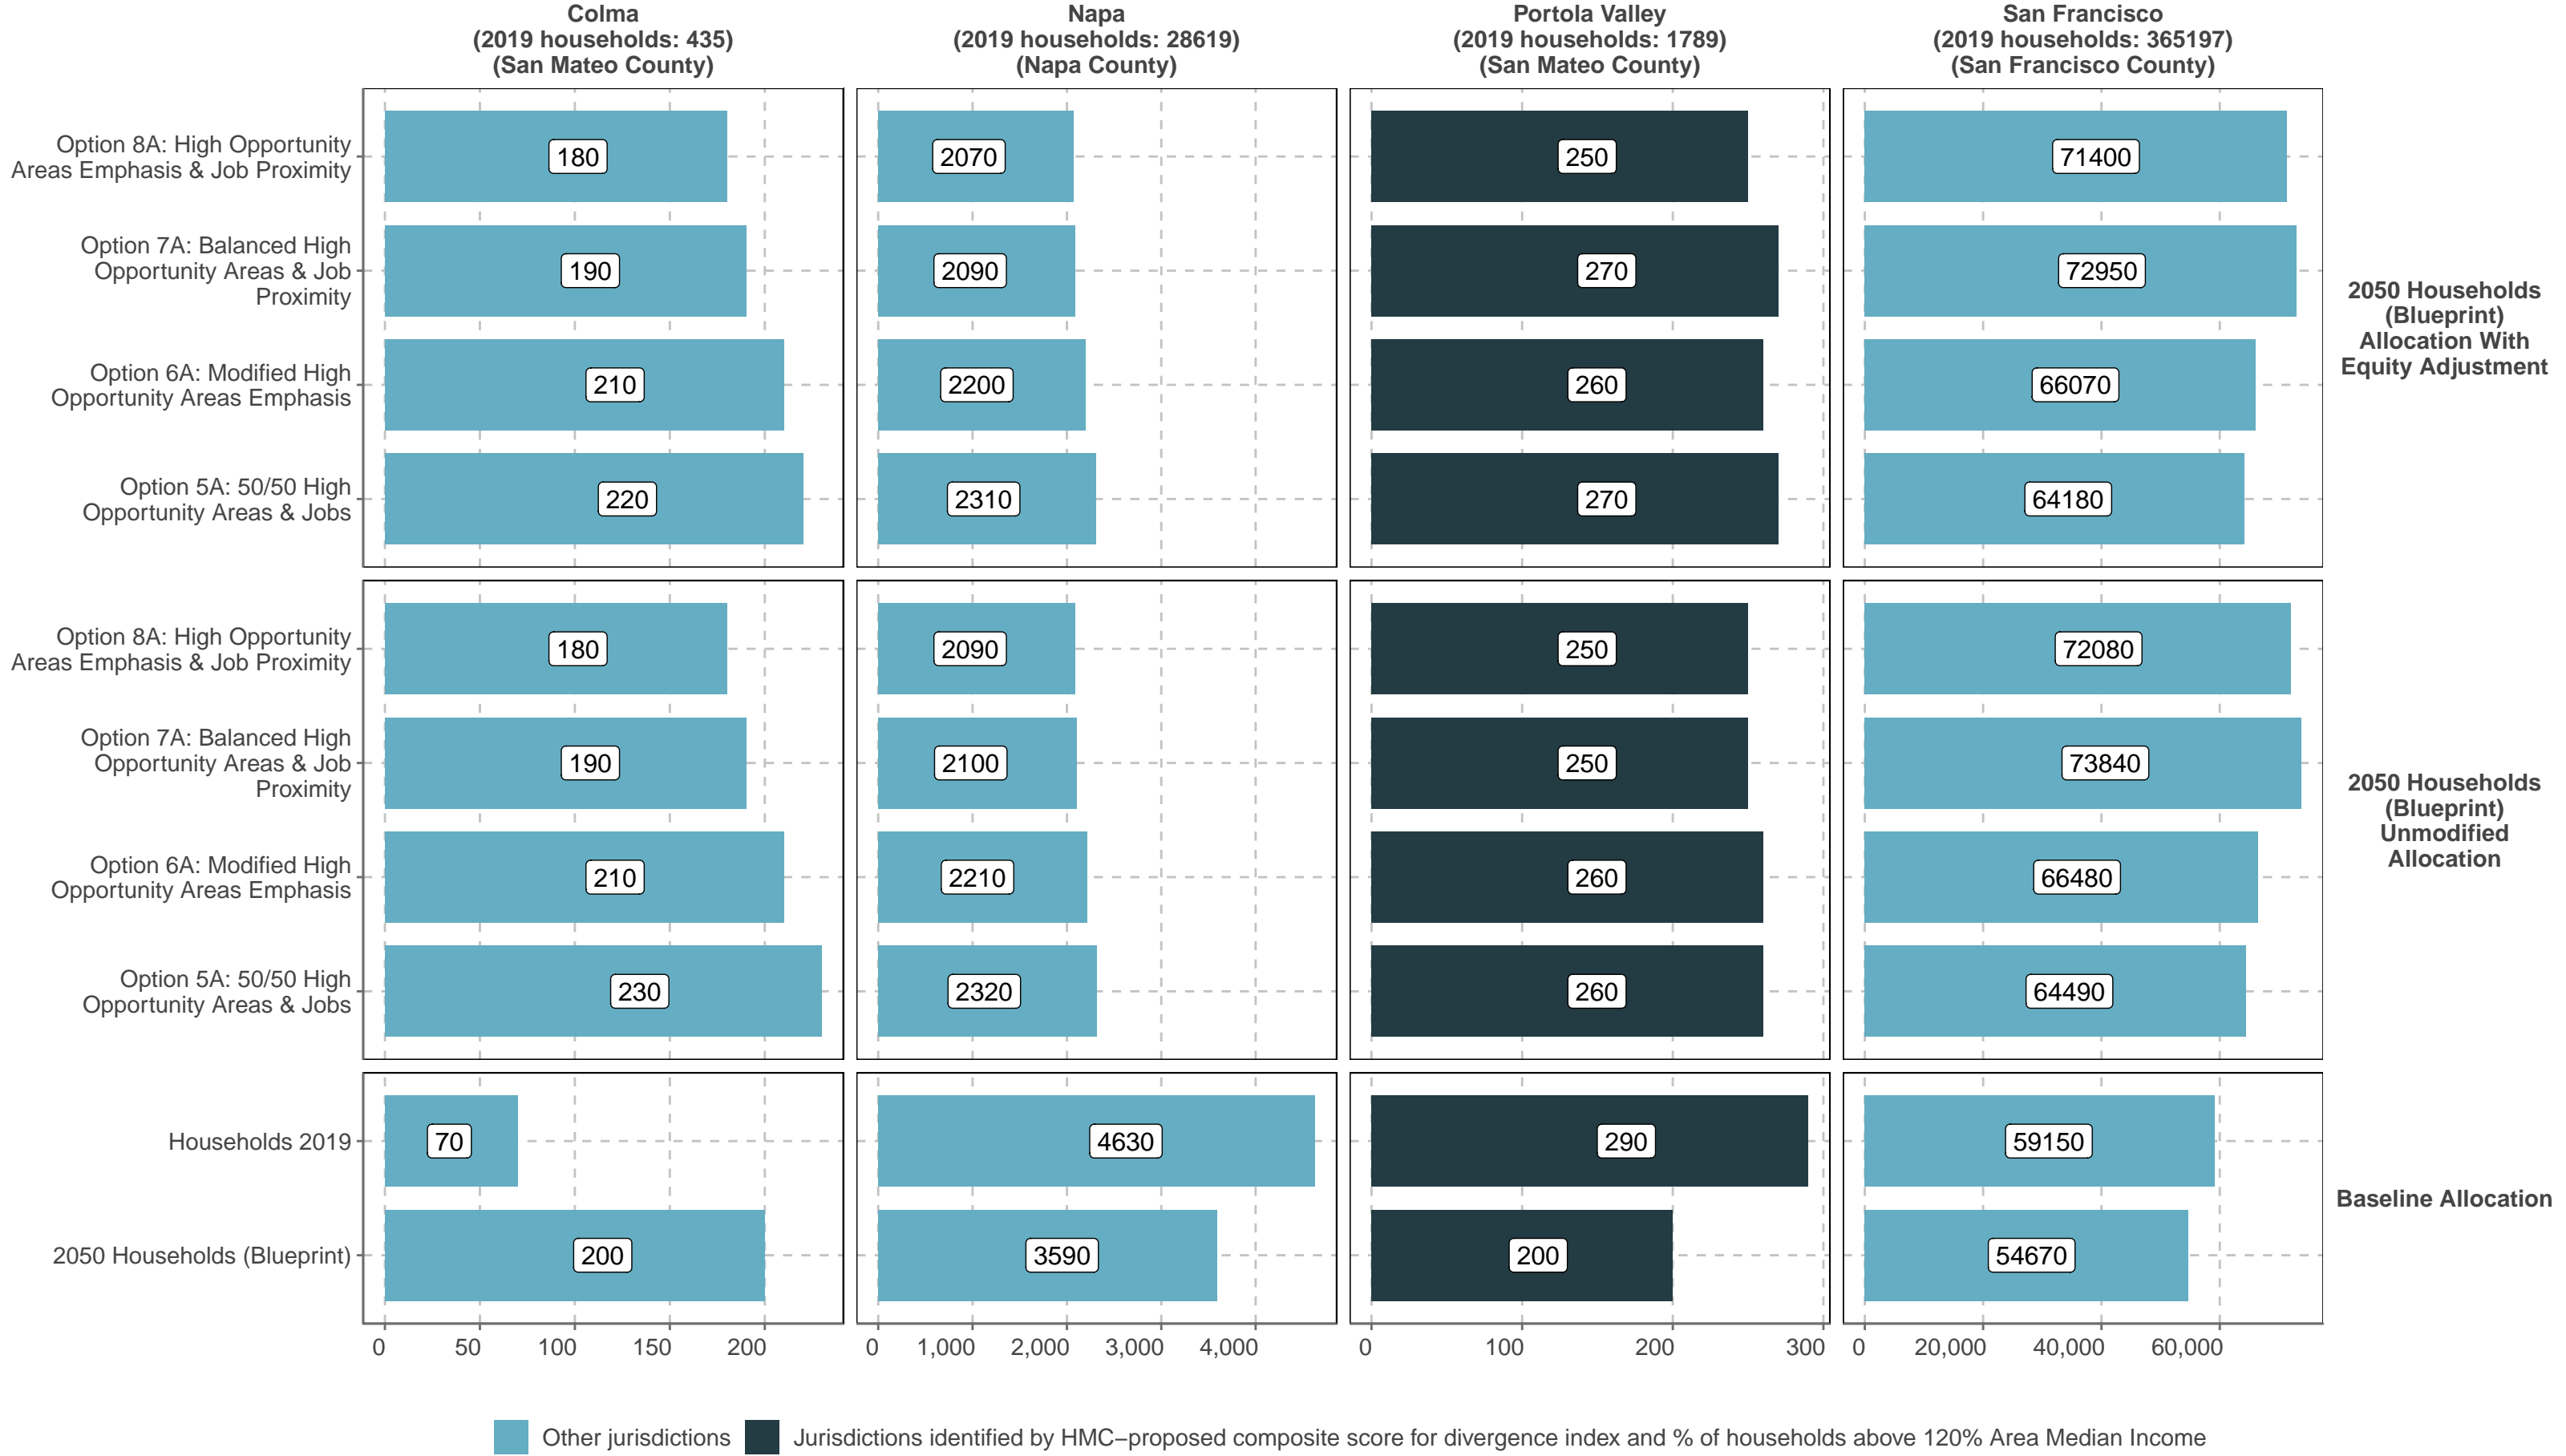 Colma
(2019 households: 435)
(San Mateo County)
Napa
(2019 households: 28619)
(Napa County)
Portola Valley
(2019 households: 1789)
(San Mateo County)
San Francisco
(2019 households: 365197)
(San Francisco County)
Option 8A: High Opportunity
Areas Emphasis & Job Proximity
180
2070
250
71400
Option 7A: Balanced High
Opportunity Areas & Job
Proximity
190
2090
270
72950
Option 6A: Modified High
Opportunity Areas Emphasis
210
2200
260
66070
Option 5A: 50/50 High
Opportunity Areas & Jobs
220
2310
270
64180
2050 Households
(Blueprint)
Allocation With
Equity Adjustment
Option 8A: High Opportunity
Areas Emphasis & Job Proximity
180
2090
250
72080
Option 7A: Balanced High
Opportunity Areas & Job
Proximity
190
2100
250
73840
Option 6A: Modified High
Opportunity Areas Emphasis
210
2210
260
66480
Option 5A: 50/50 High
Opportunity Areas & Jobs
230
2320
260
64490
2050 Households
(Blueprint)
Unmodified
Allocation
Households 2019
70
4630
290
59150
2050 Households (Blueprint)
200
3590
200
54670
Baseline Allocation
0 50 100 150 200
0 1,000 2,000 3,000 4,000
0 100 200 300
0 20,000 40,000 60,000
Other jurisdictions
Jurisdictions identified by HMC−proposed composite score for divergence index and % of households above 120% Area Median Income